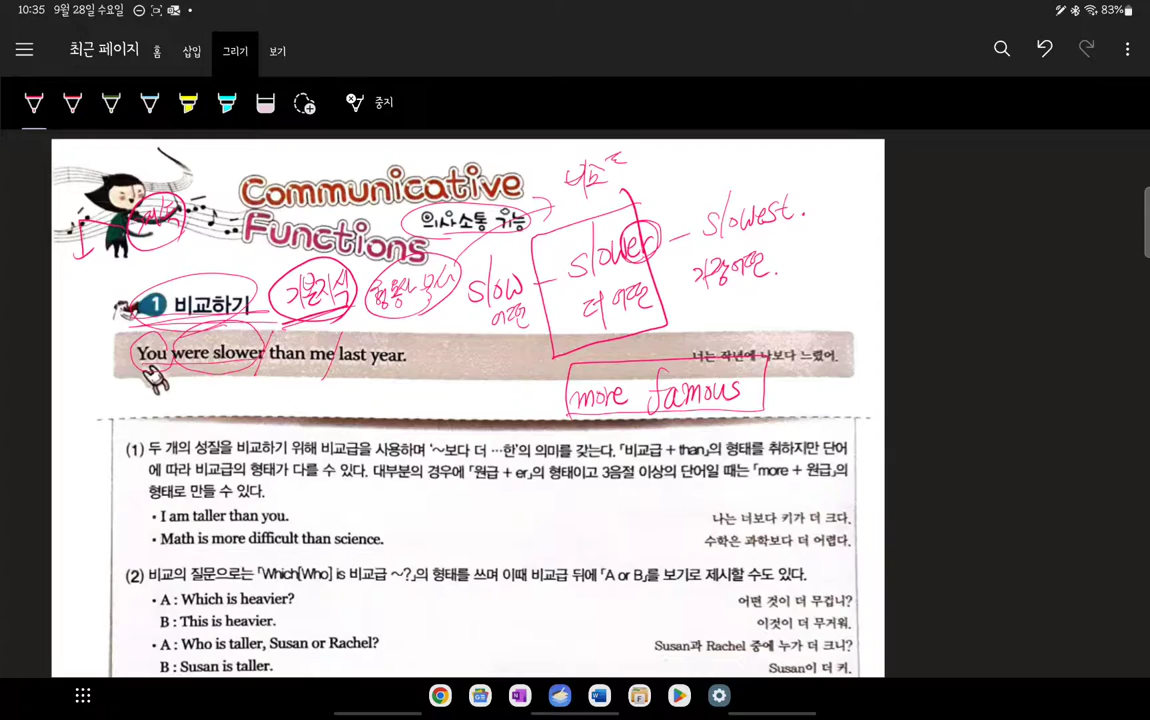 10:35 9월 28일 수요일
83%
최근 페이지 홈 삽입 그리기 보기
중지
Communicative
의사소통 기능
Functions
비교급
slow - slower - slowest.
어떤 더 어떤 가장 어떤.
1 비교하기 기본지식 형용사 부사
You were slower than me last year. 너는 작년에 나보다 느렸어.
more famous
(1) 두 개의 성질을 비교하기 위해 비교급을 사용하며 '~보다 더 …한'의 의미를 갖는다. 「비교급 + than」의 형태를 취하지만 단어
에 따라 비교급의 형태가 다를 수 있다. 대부분의 경우에 「원급 + er」의 형태이고 3음절 이상의 단어일 때는 「more + 원급」의
형태로 만들 수 있다.
• I am taller than you. 나는 너보다 키가 더 크다.
• Math is more difficult than science. 수학은 과학보다 더 어렵다.
(2) 비교의 질문으로는 「Which[Who] is 비교급 ~?」의 형태를 쓰며 이때 비교급 뒤에 「A or B」를 보기로 제시할 수도 있다.
• A : Which is heavier? 어떤 것이 더 무겁니?
B : This is heavier. 이것이 더 무거워.
• A : Who is taller, Susan or Rachel? Susan과 Rachel 중에 누가 더 크니?
B : Susan is taller. Susan이 더 커.